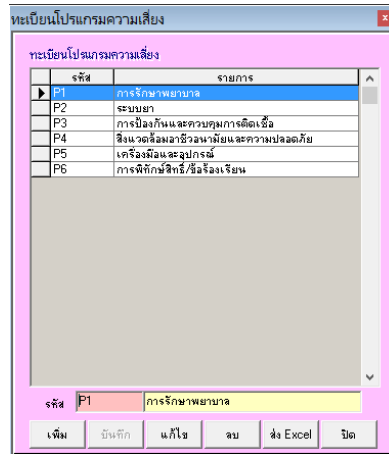 ทะเบียนโปรแกรมความเสี่ยง
ทะเบียนโปรแกรมความเสี่ยง
รหัส รายการ
P1 การรักษาพยาบาล
P2 ระบบยา
P3 การป้องกันและควบคุมการติดเชื้อ
P4 สิ่งแวดล้อมอาชีวอนามัยและความปลอดภัย
P5 เครื่องมือและอุปกรณ์
P6 การพิทักษ์สิทธิ์/ข้อร้องเรียน
รหัส P1 การรักษาพยาบาล
เพิ่ม บันทึก แก้ไข ลบ ส่ง Excel ปิด